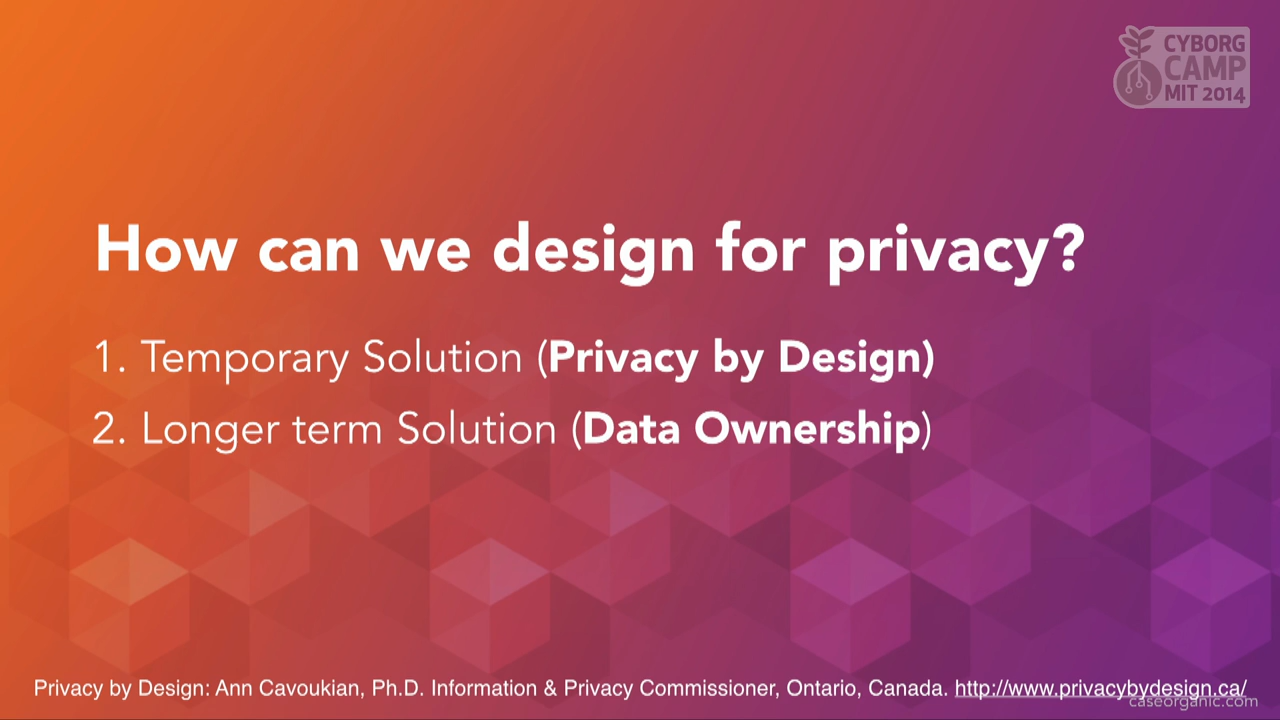 CYBORG
CAMP
MIT 2014
How can we design for privacy?
1. Temporary Solution (Privacy by Design)
2. Longer term Solution (Data Ownership)
Privacy by Design: Ann Cavoukian, Ph.D. Information & Privacy Commissioner, Ontario, Canada. http://www.privacybydesign.ca/
caseorganic.com